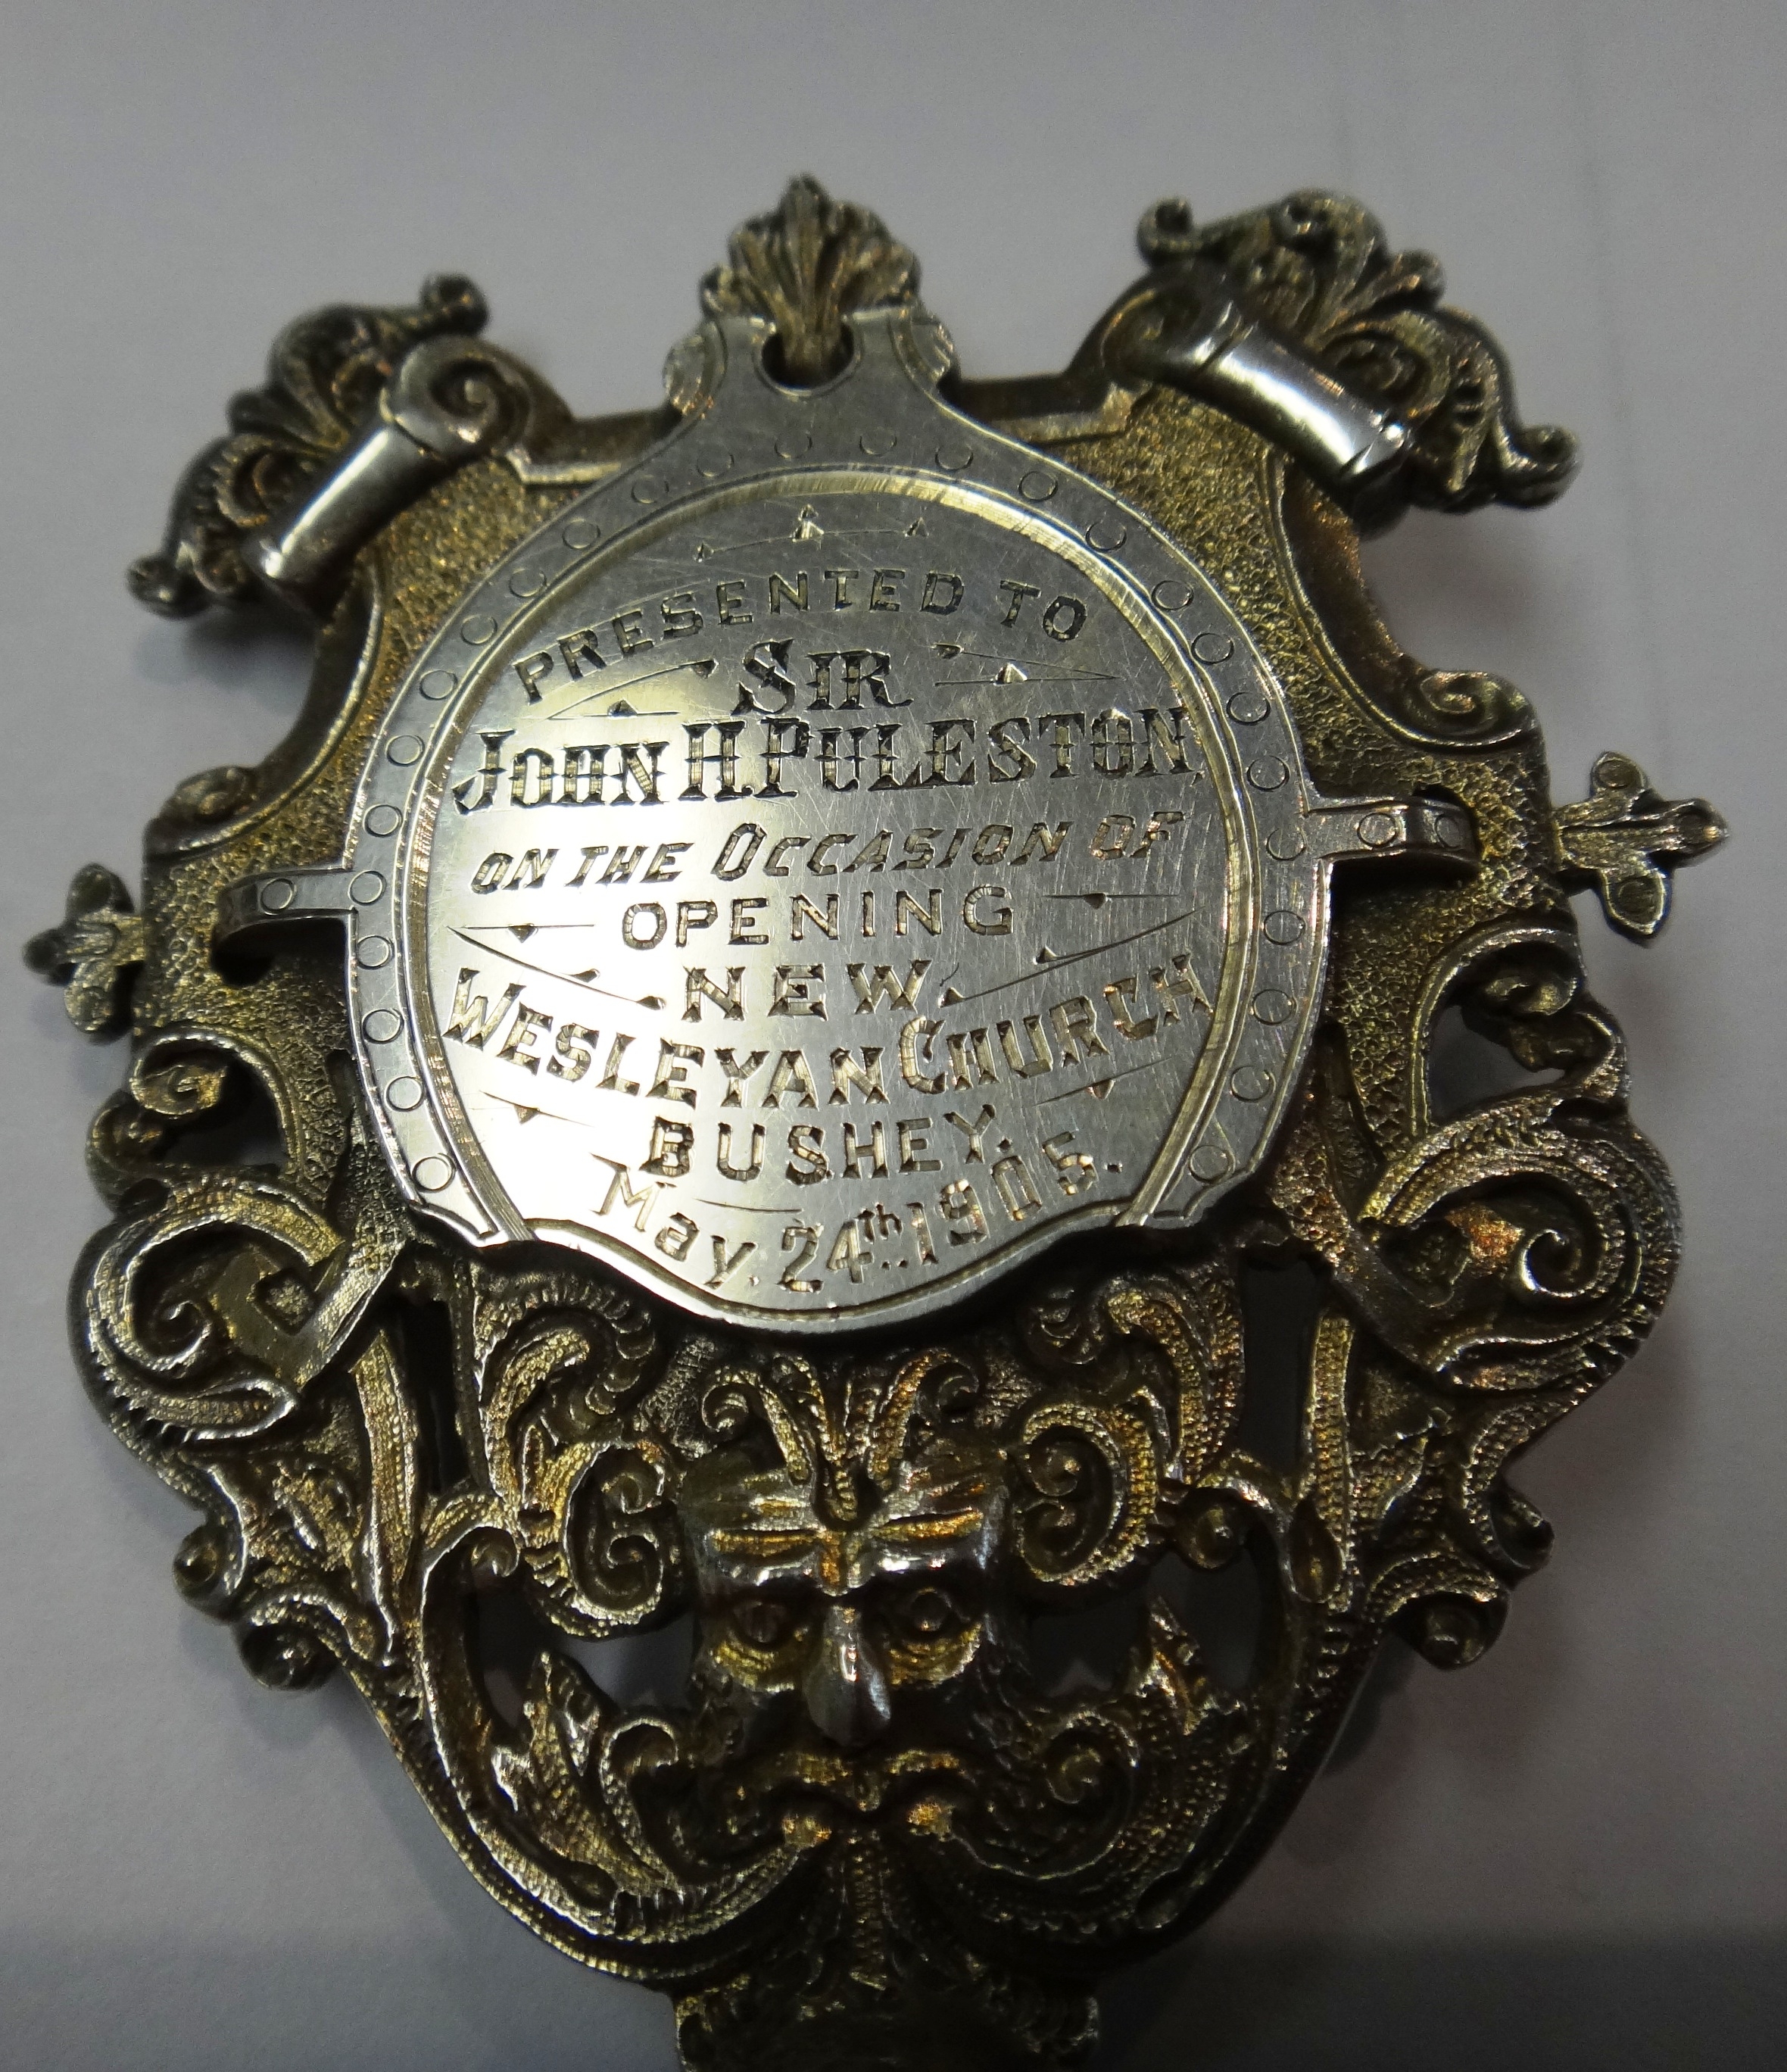 PRESENTED TO
SIR
JOHN H. PULESTON,
ON THE OCCASION OF
OPENING
NEW
WESLEYAN CHURCH
BUSHEY.
May. 24th.. 1905.